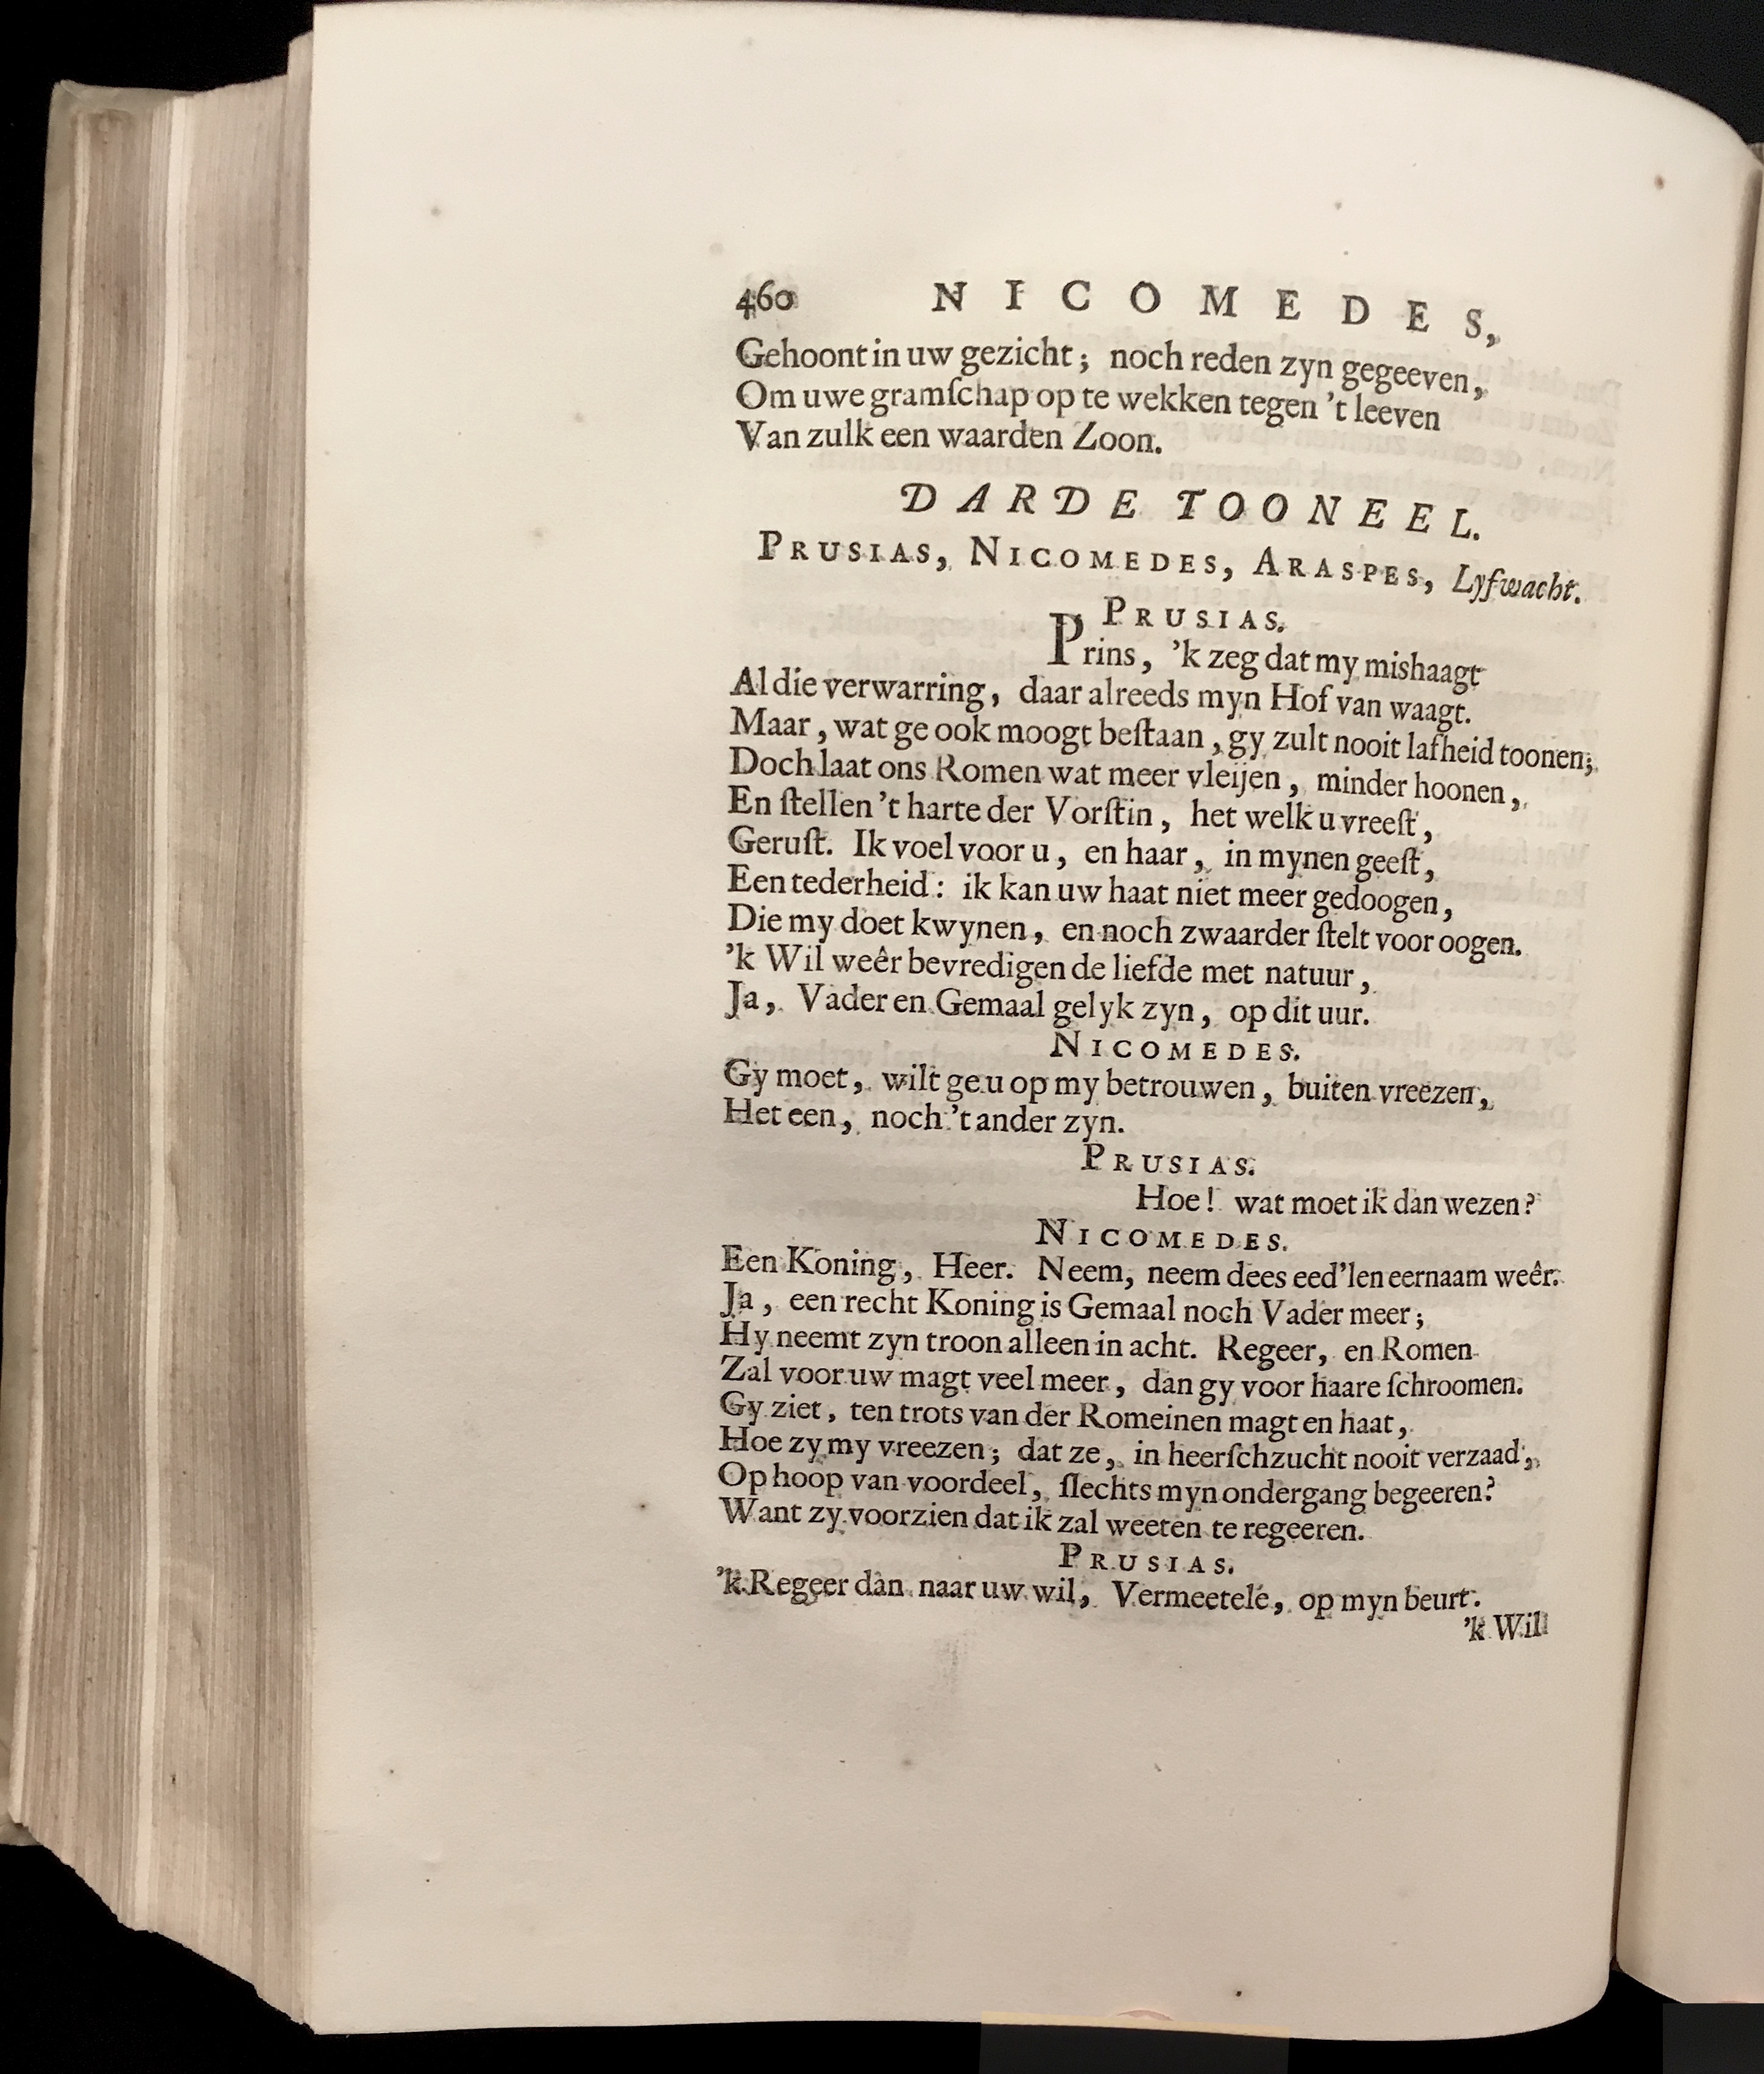 460 NICOMEDES,
Gehoont in uw gezicht; noch reden zyn gegeeven,
Om uwe gramſchap op te wekken tegen 't leeven
Van zulk een waarden Zoon.
DARDE TOONEEL.
PRUSIAS, NICOMEDES, ARASPES, Lyfwacht.
PRUSIAS.
Prins, 'k zeg dat my mishaagt
Al die verwarring, daar alreeds myn Hof van waagt.
Maar, wat ge ook moogt beſtaan, gy zult nooit lafheid toonen;
Doch laat ons Romen wat meer vleijen, minder hoonen,
En ſtellen 't harte der Vorſtin, het welk u vreeſt,
Geruſt. Ik voel voor u, en haar, in mynen geeſt,
Een tederheid: ik kan uw haat niet meer gedoogen,
Die my doet kwynen, en noch zwaarder ſtelt voor oogen.
'k Wil weêr bevredigen de liefde met natuur,
Ja, Vader en Gemaal gelyk zyn, op dit uur.
NICOMEDES.
Gy moet, wilt ge u op my betrouwen, buiten vreezen,
Het een, noch 't ander zyn.
PRUSIAS.
Hoe! wat moet ik dan wezen?
NICOMEDES.
Een Koning, Heer. Neem, neem dees eed'len eernaam weêr.
Ja, een recht Koning is Gemaal noch Vader meer;
Hy neemt zyn troon alleen in acht. Regeer, en Romen
Zal voor uw magt veel meer, dan gy voor haare ſchroomen.
Gy ziet, ten trots van der Romeinen magt en haat,
Hoe zy my vreezen; dat ze, in heerſchzucht nooit verzaad,
Op hoop van voordeel, ſlechts myn ondergang begeeren?
Want zy voorzien dat ik zal weeten te regeeren.
PRUSIAS.
'k Regeer dan naar uw wil, Vermeetele, op myn beurt.
'k Wil